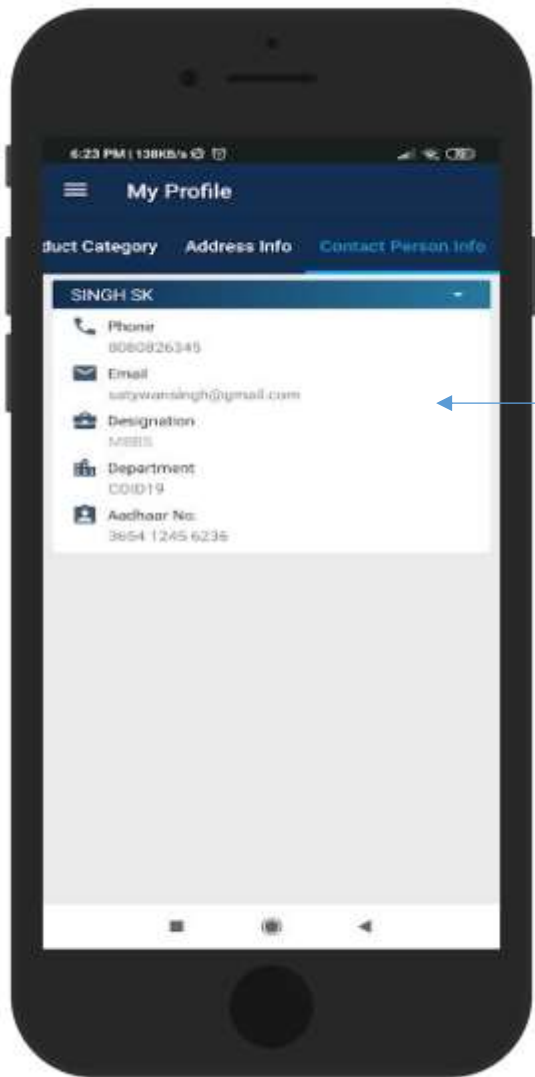 6:23 PM | 138KB/s
My Profile
duct Category Address Info Contact Person Info
SINGH SK
Phone
8080826345
Email
satywansingh@gmail.com
Designation
MBBS
Department
COID19
Aadhaar No:
3654 1245 6236